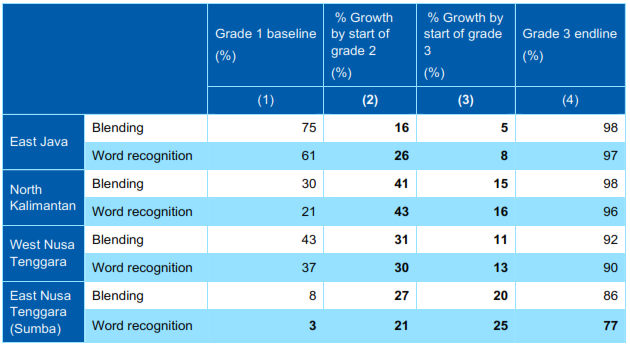 Grade 1 baseline (%) % Growth by start of grade 2 (%) % Growth by start of grade 3 (%) Grade 3 endline (%)
(1) (2) (3) (4)
East Java Blending 75 16 5 98
Word recognition 61 26 8 97
North Kalimantan Blending 30 41 15 98
Word recognition 21 43 16 96
West Nusa Tenggara Blending 43 31 11 92
Word recognition 37 30 13 90
East Nusa Tenggara (Sumba) Blending 8 27 20 86
Word recognition 3 21 25 77